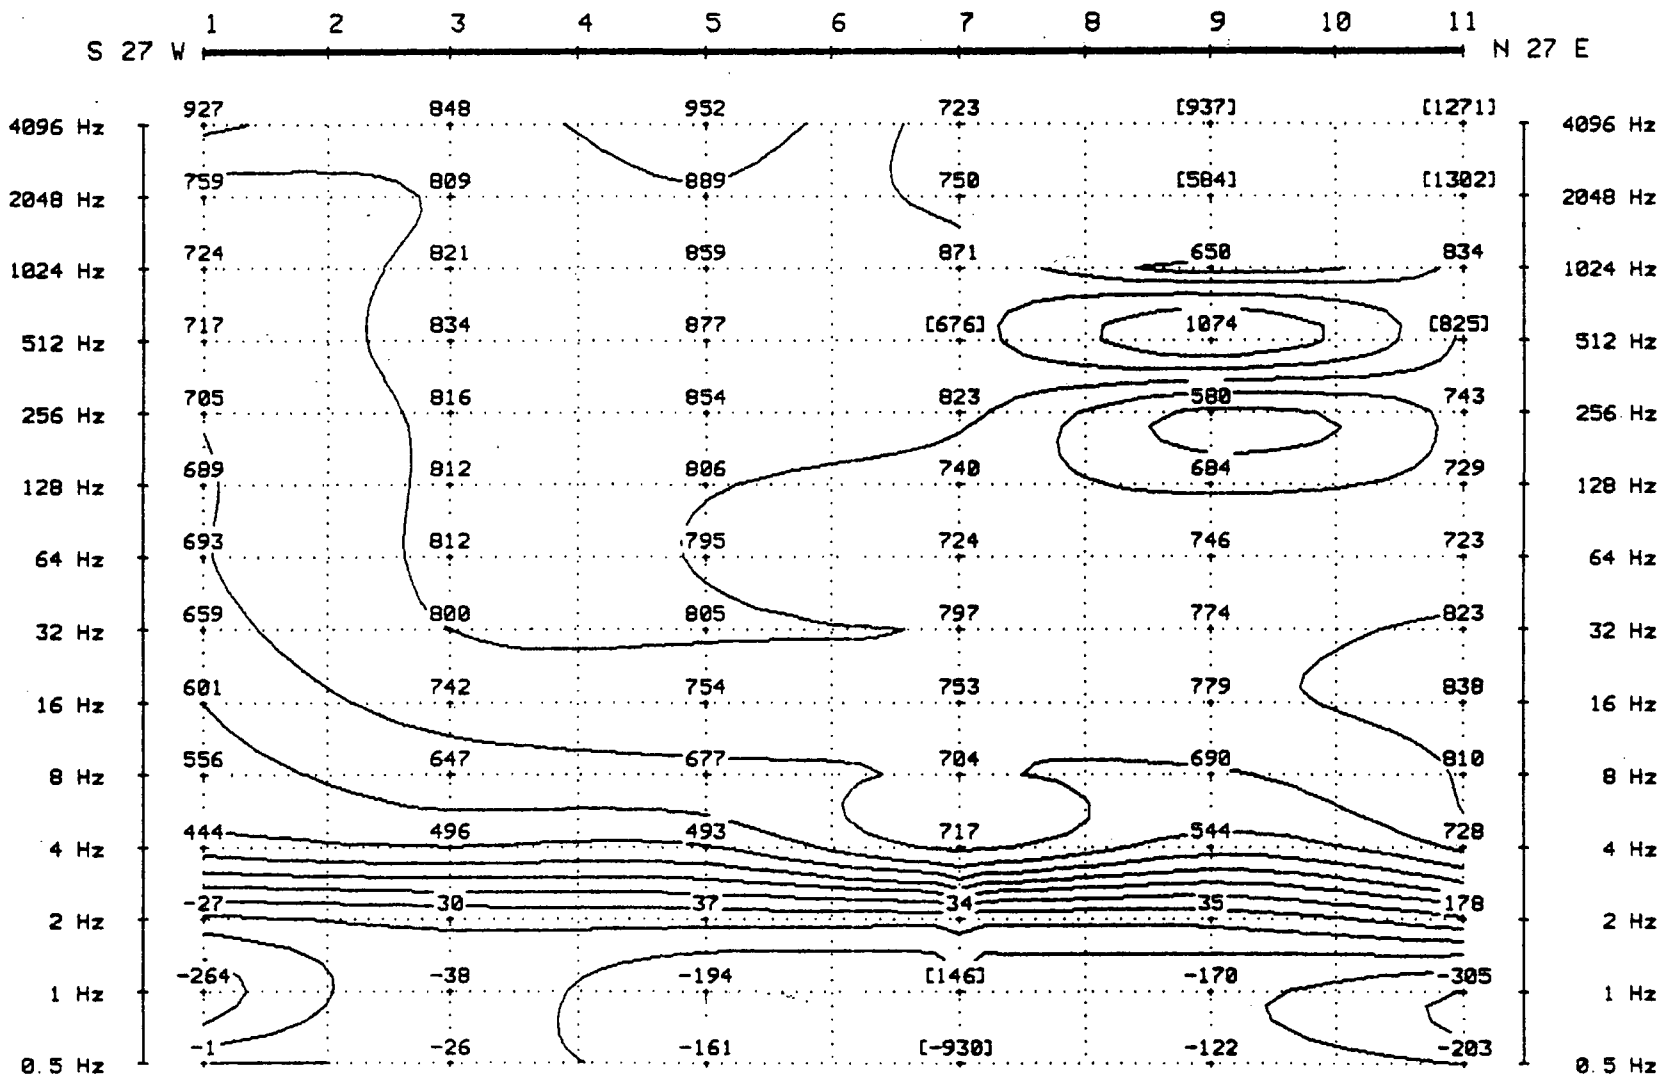 1 2 3 4 5 6 7 8 9 10 11
S 27 W N 27 E
927 848 952 723 [937] [1271]
4096 Hz 4096 Hz
759 809 889 750 [584] [1302]
2048 Hz 2048 Hz
724 821 859 871 650 834
1024 Hz 1024 Hz
717 834 877 [676] 1074 [825]
512 Hz 512 Hz
705 816 854 823 580 743
256 Hz 256 Hz
689 812 806 740 684 729
128 Hz 128 Hz
693 812 795 724 746 723
64 Hz 64 Hz
659 800 805 797 774 823
32 Hz 32 Hz
601 742 754 753 779 838
16 Hz 16 Hz
556 647 677 704 690 810
8 Hz 8 Hz
444 496 493 717 544 728
4 Hz 4 Hz
-27 30 37 34 35 178
2 Hz 2 Hz
-264 -38 -194 [146] -170 -305
1 Hz 1 Hz
-1 -26 -161 [-930] -122 -203
0.5 Hz 0.5 Hz